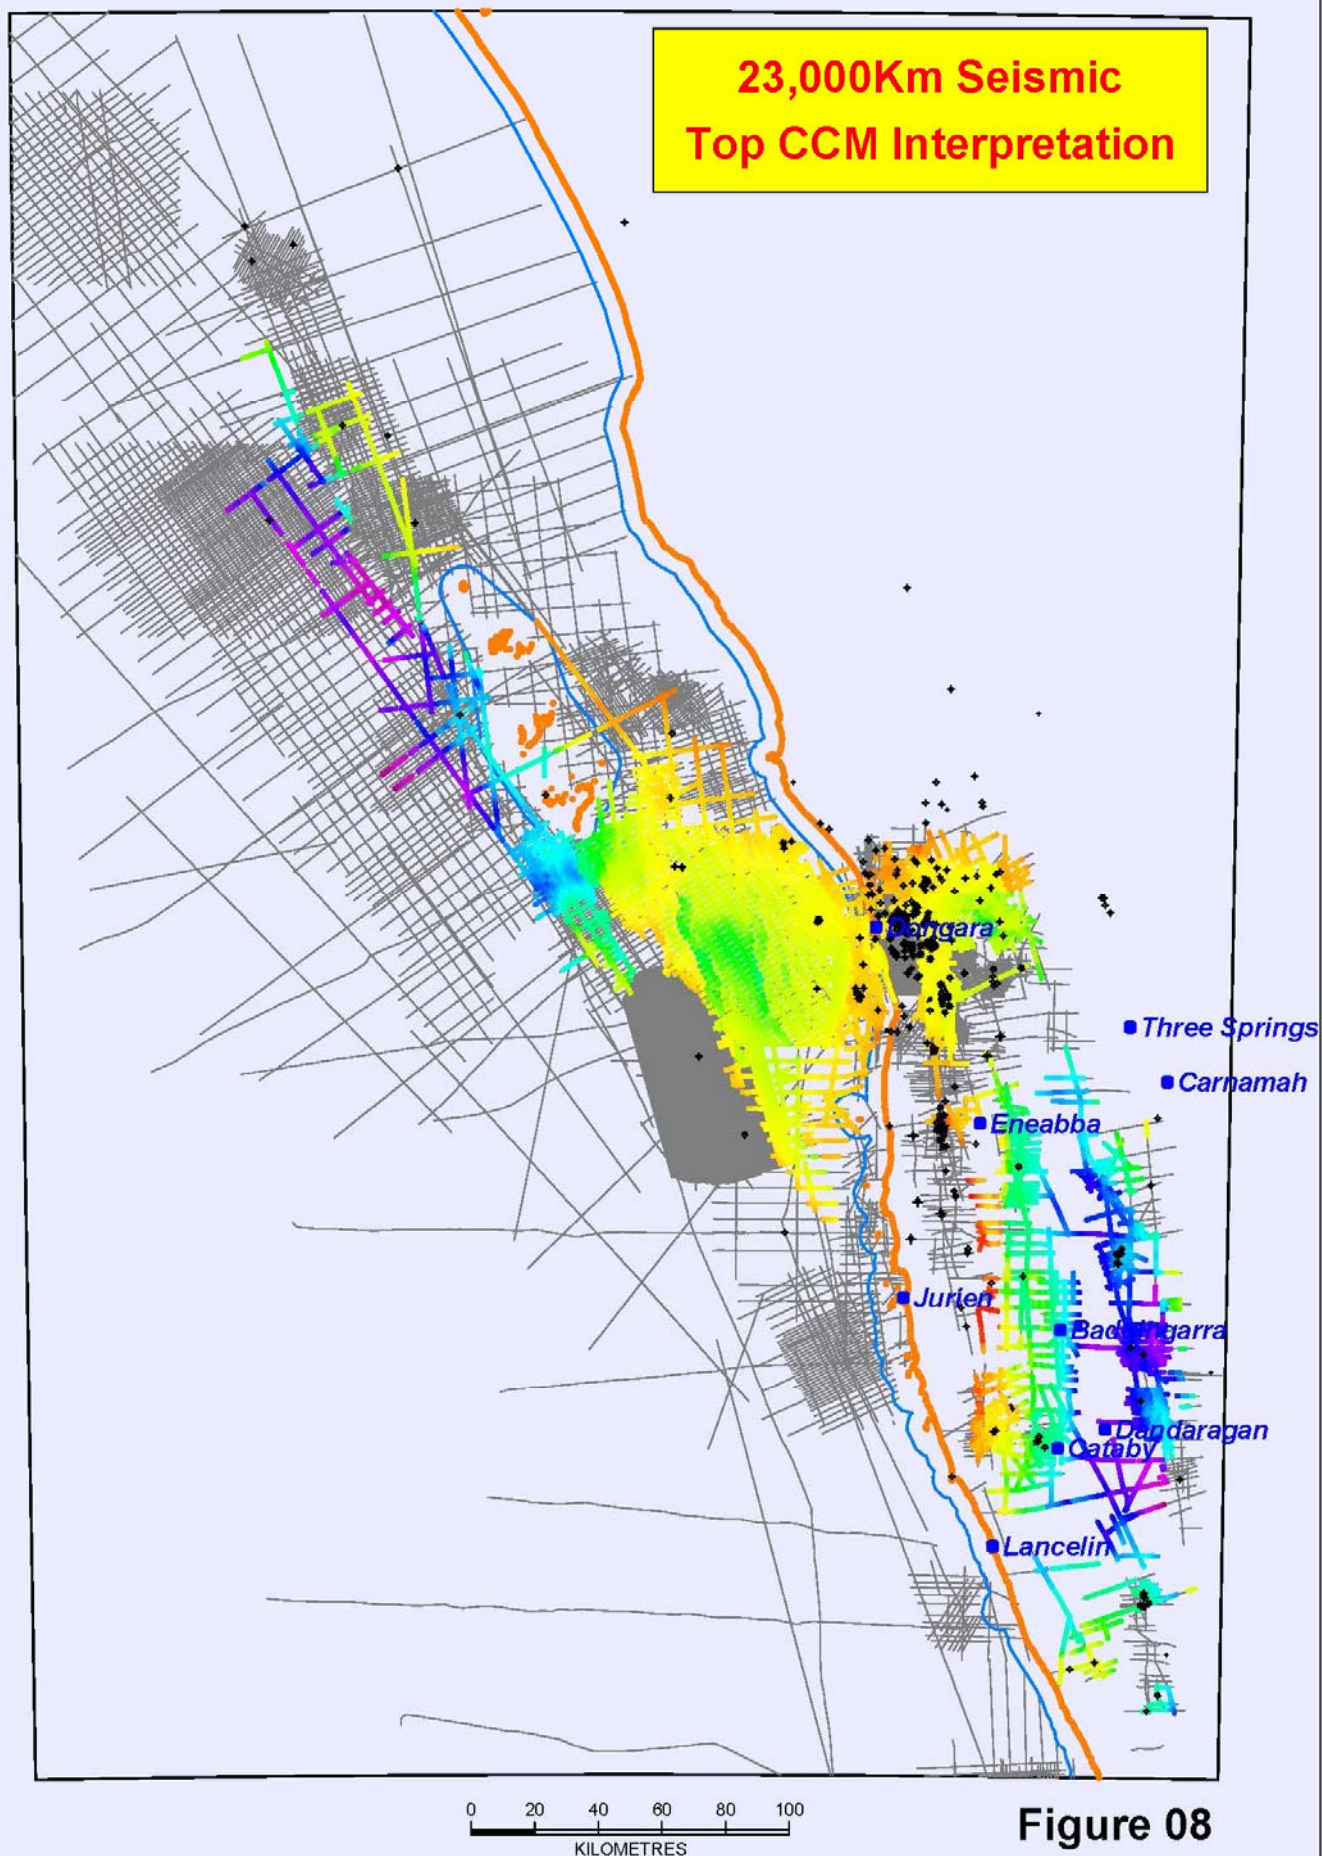 23,000Km Seismic
Top CCM Interpretation
Dongara
Three Springs
Carnamah
Eneabba
Jurien
Badgingarra
Dandaragan
Cataby
Lancelin
0 20 40 60 80 100
KILOMETRES
Figure 08